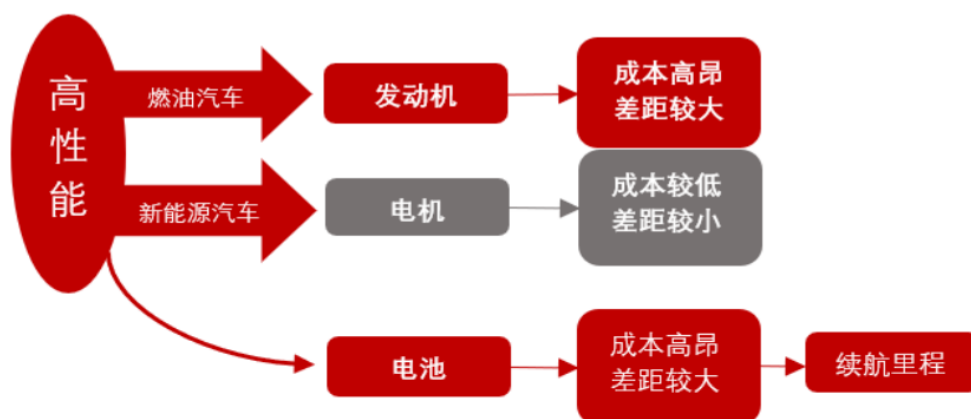 高性能
燃油汽车
发动机
成本高昂
差距较大
新能源汽车
电机
成本较低
差距较小
电池
成本高昂
差距较大
续航里程